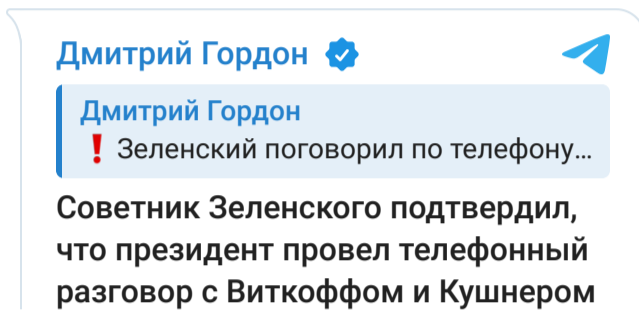 Дмитрий Гордон
Дмитрий Гордон
❗ Зеленский поговорил по телефону...
Советник Зеленского подтвердил,
что президент провел телефонный
разговор с Виткоффом и Кушнером